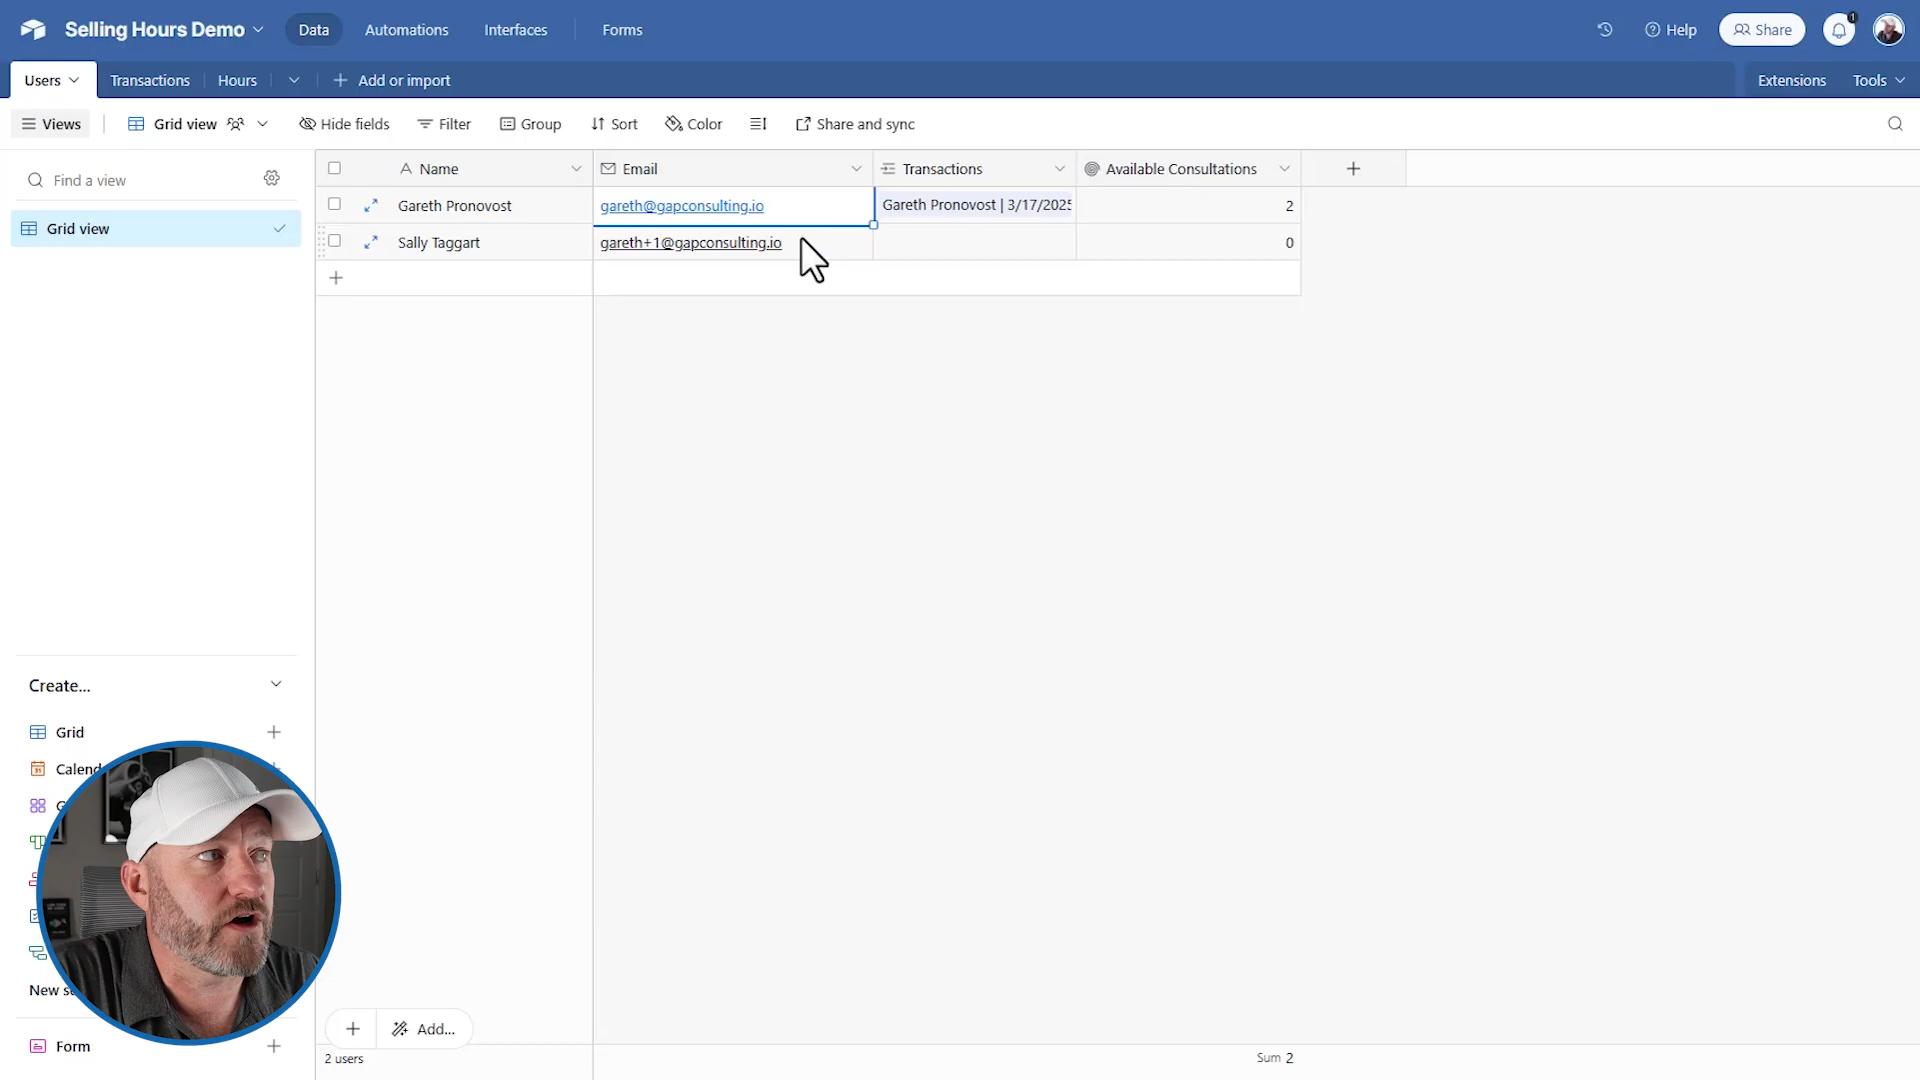 Selling Hours Demo
Data
Automations
Interfaces
Forms
Help
Share
1
Users
Transactions
Hours
Add or import
Extensions
Tools
Views
Grid view
Hide fields
Filter
Group
Sort
Color
Share and sync
Find a view
Grid view
Name
Email
Transactions
Available Consultations
Gareth Pronovost
gareth@gapconsulting.io
Gareth Pronovost | 3/17/2025
2
Sally Taggart
gareth+1@gapconsulting.io
0
Create...
Grid
Calend
New s
Form
Add...
2 users
Sum 2